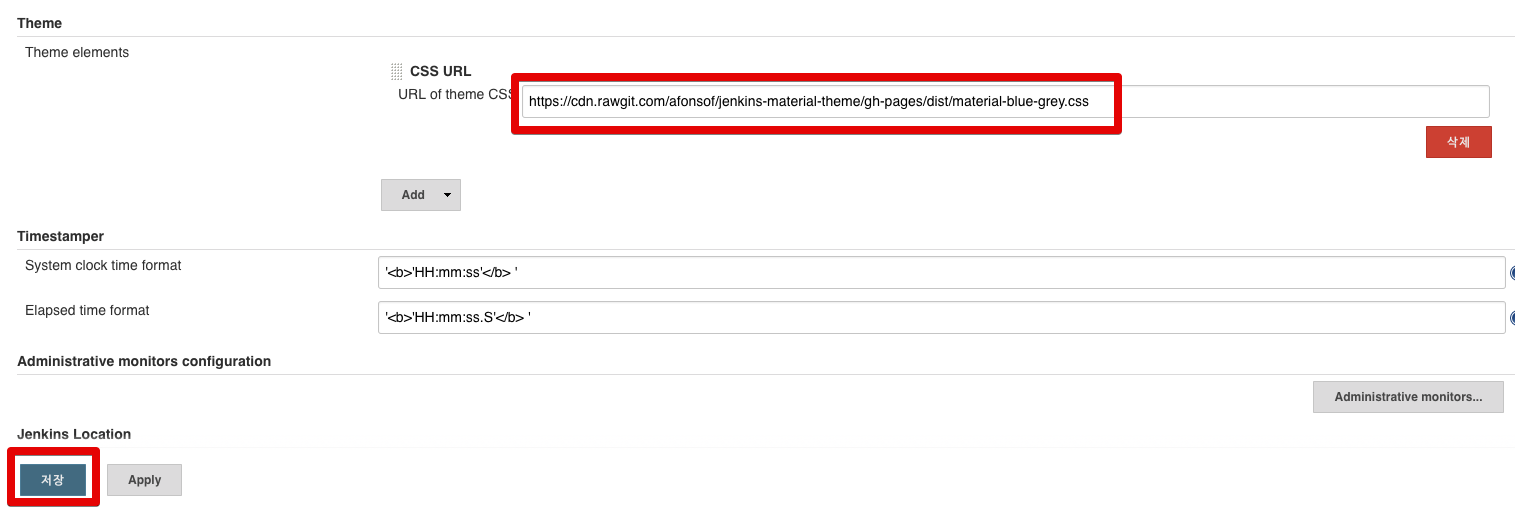 Theme
Theme elements
CSS URL
URL of theme CSS
https://cdn.rawgit.com/afonsof/jenkins-material-theme/gh-pages/dist/material-blue-grey.css
삭제
Add
Timestamper
System clock time format
'<b>'HH:mm:ss'</b> '
Elapsed time format
'<b>'HH:mm:ss.S'</b> '
Administrative monitors configuration
Administrative monitors...
Jenkins Location
저장
Apply